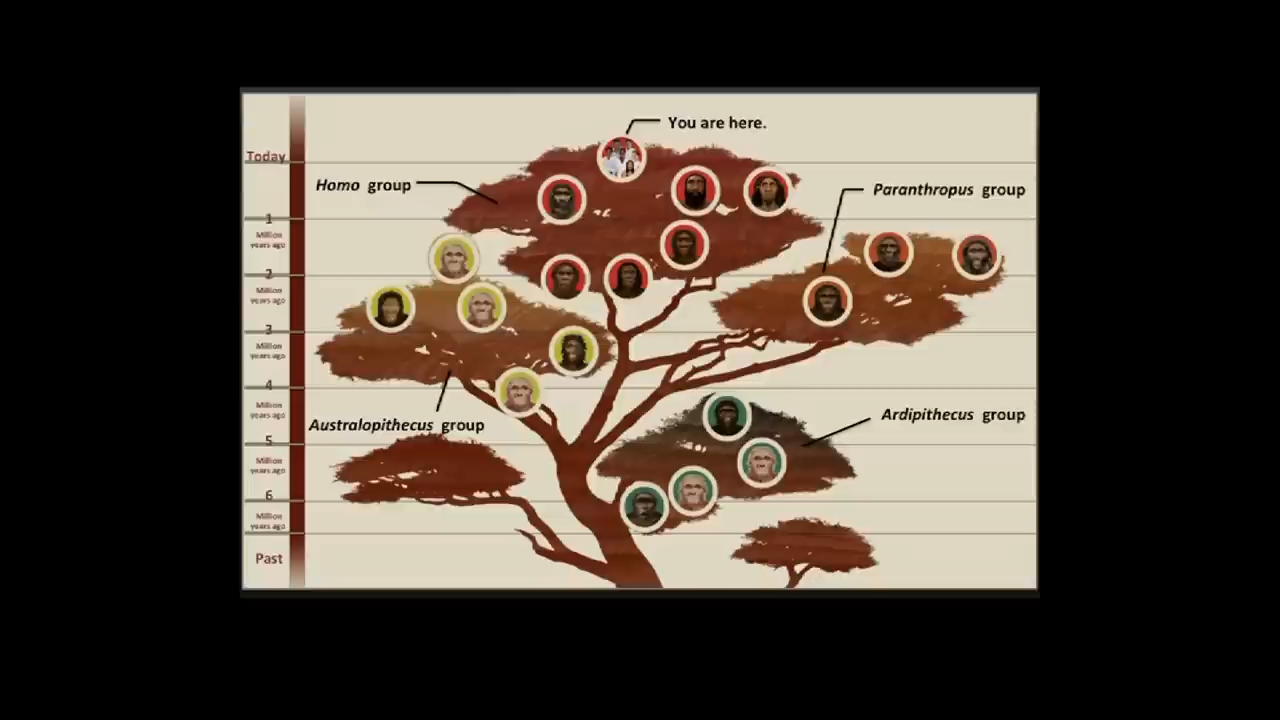 You are here.
Today
Homo group
Paranthropus group
1
Million
years ago
2
Million
years ago
3
Million
years ago
4
Million
years ago
Ardipithecus group
Australopithecus group
5
Million
years ago
6
Million
years ago
Past